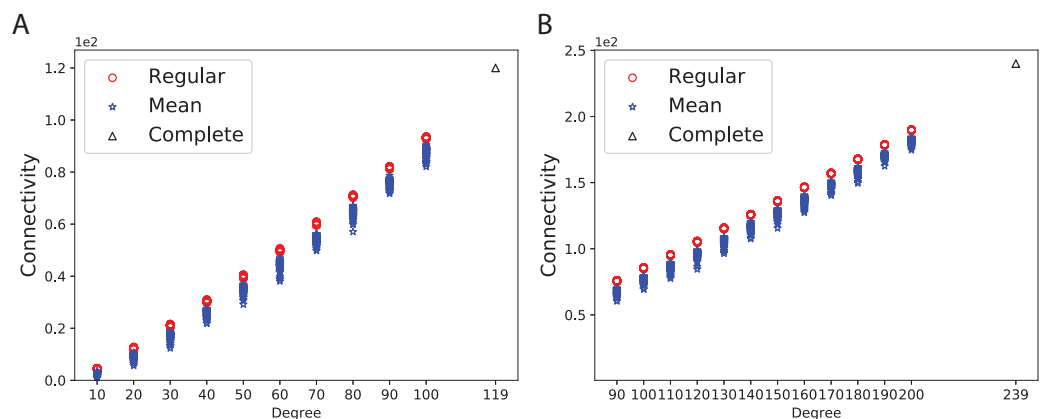 A
1e2
Regular
Mean
Complete
Connectivity
1.2
1.0
0.8
0.6
0.4
0.2
0.0
10 20 30 40 50 60 70 80 90 100 119
Degree
B
1e2
Regular
Mean
Complete
Connectivity
2.5
2.0
1.5
1.0
0.5
90 100 110 120 130 140 150 160 170 180 190 200 239
Degree